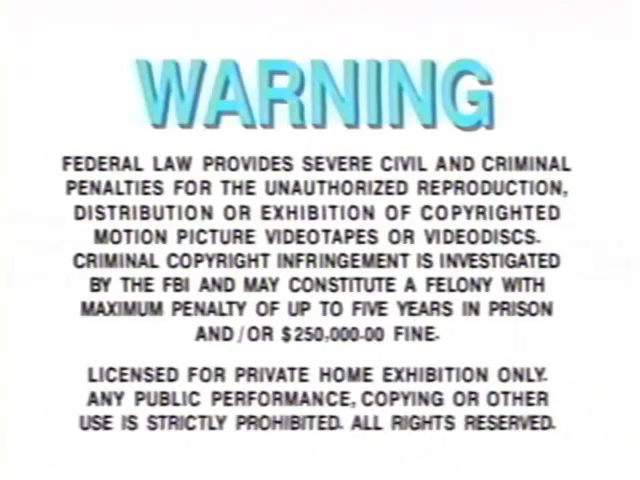 WARNING
FEDERAL LAW PROVIDES SEVERE CIVIL AND CRIMINAL
PENALTIES FOR THE UNAUTHORIZED REPRODUCTION,
DISTRIBUTION OR EXHIBITION OF COPYRIGHTED
MOTION PICTURE VIDEOTAPES OR VIDEODISCS.
CRIMINAL COPYRIGHT INFRINGEMENT IS INVESTIGATED
BY THE FBI AND MAY CONSTITUTE A FELONY WITH
MAXIMUM PENALTY OF UP TO FIVE YEARS IN PRISON
AND/OR $250,000.00 FINE.
LICENSED FOR PRIVATE HOME EXHIBITION ONLY.
ANY PUBLIC PERFORMANCE, COPYING OR OTHER
USE IS STRICTLY PROHIBITED. ALL RIGHTS RESERVED.